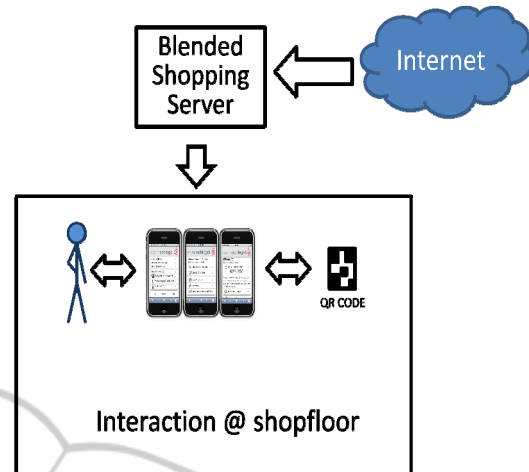 Blended
Shopping
Server
Internet
QR CODE
Interaction @ shopfloor